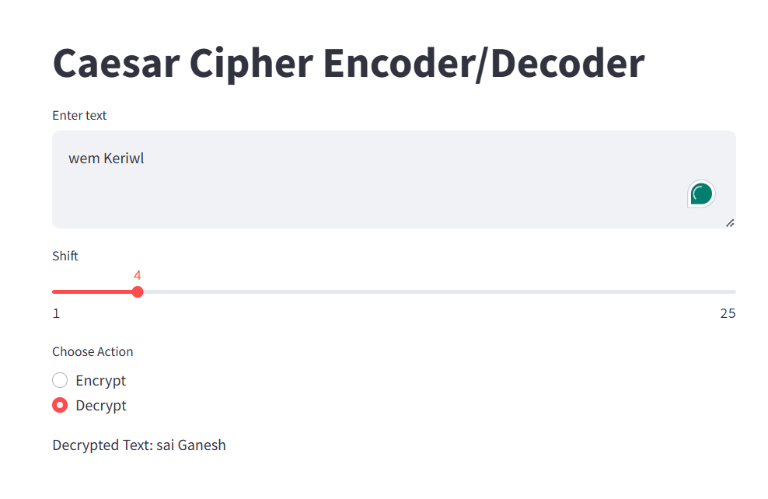 Caesar Cipher Encoder/Decoder
Enter text
wem Keriwl
Shift
4
1 25
Choose Action
Encrypt
Decrypt
Decrypted Text: sai Ganesh